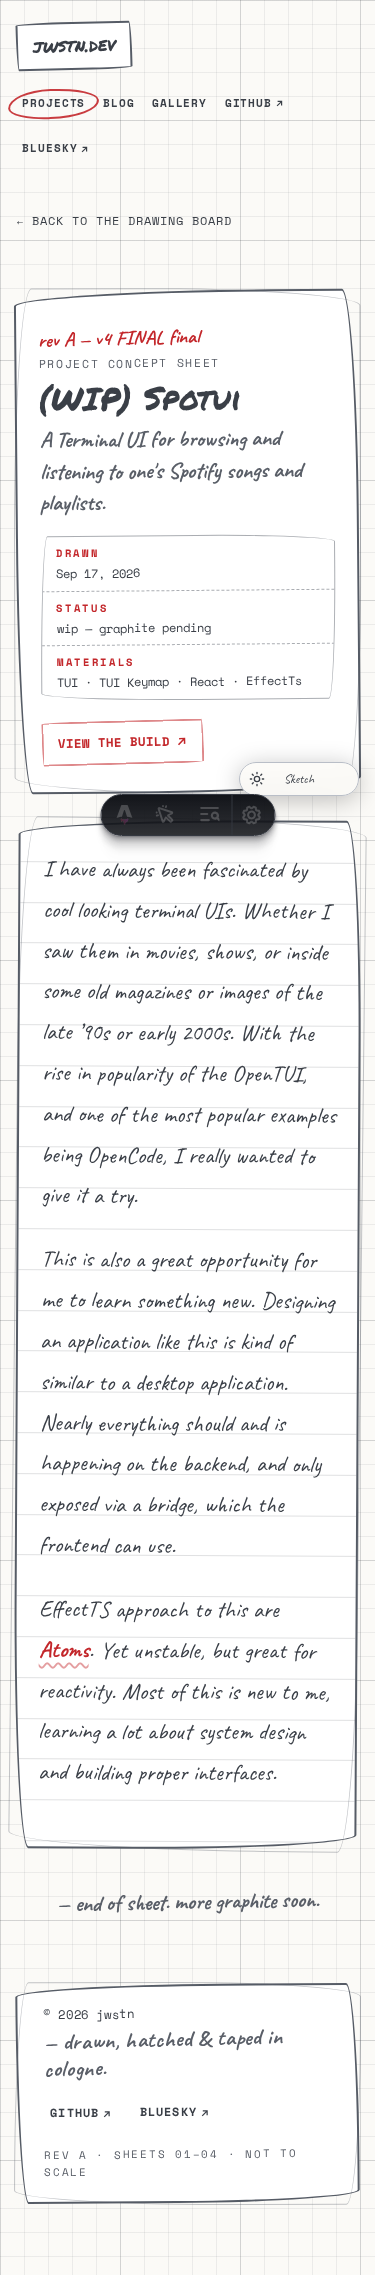 JWSTN.DEV
PROJECTS BLOG GALLERY GITHUB ↗
BLUESKY ↗
← BACK TO THE DRAWING BOARD
rev A — v4 FINAL final
PROJECT CONCEPT SHEET
(WIP) SPOTUI
A Terminal UI for browsing and
listening to one's Spotify songs and
playlists.
DRAWN
Sep 17, 2026
STATUS
wip — graphite pending
MATERIALS
TUI · TUI Keymap · React · EffectTs
VIEW THE BUILD ↗
Sketch
I have always been fascinated by
cool looking terminal UIs. Whether I
saw them in movies, shows, or inside
some old magazines or images of the
late '90s or early 2000s. With the
rise in popularity of the OpenTUI,
and one of the most popular examples
being OpenCode, I really wanted to
give it a try.
This is also a great opportunity for
me to learn something new. Designing
an application like this is kind of
similar to a desktop application.
Nearly everything should and is
happening on the backend, and only
exposed via a bridge, which the
frontend can use.
EffectTS approach to this are
Atoms. Yet unstable, but great for
reactivity. Most of this is new to me,
learning a lot about system design
and building proper interfaces.
— end of sheet. more graphite soon.
© 2026 jwstn
— drawn, hatched & taped in
cologne.
GITHUB ↗ BLUESKY ↗
REV A · SHEETS 01–04 · NOT TO
SCALE